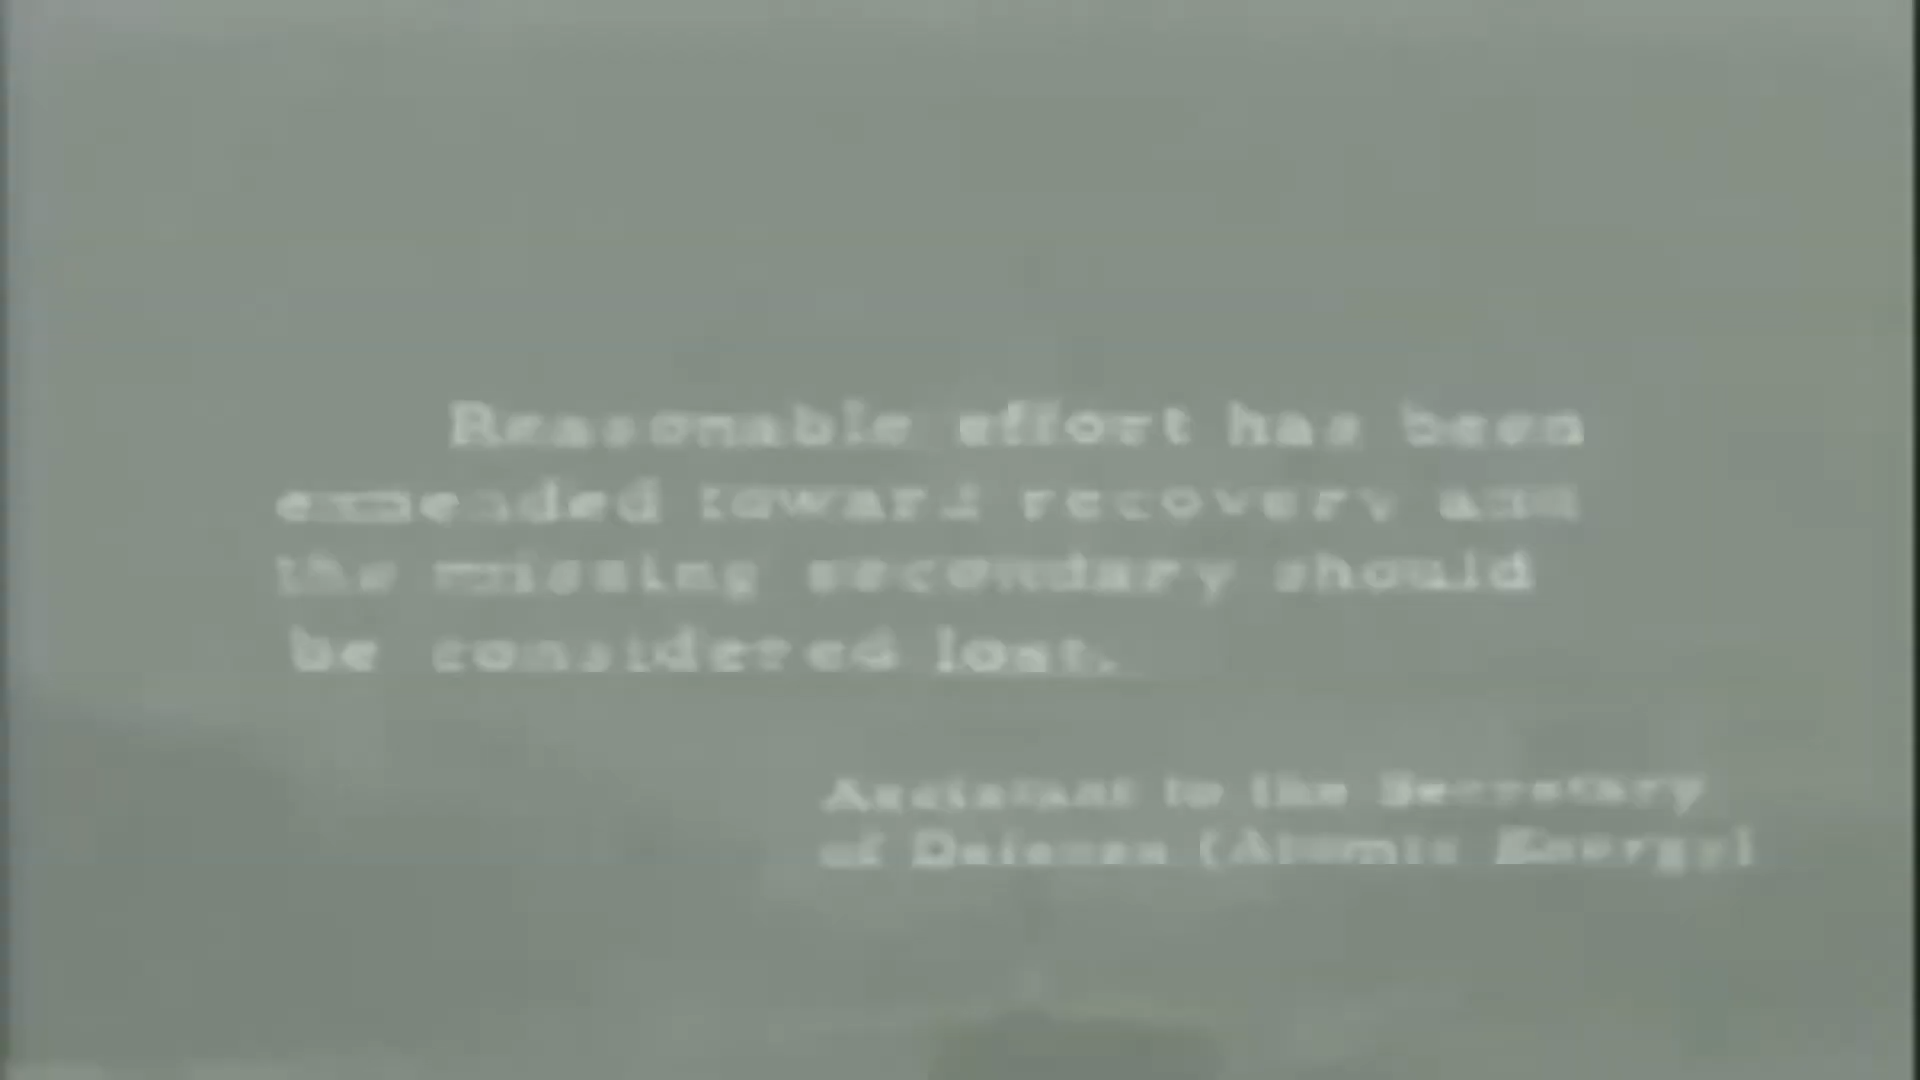 Reasonable effort has been
expended toward recovery and
the missing secondary should
be considered lost.
Assistant to the Secretary
of Defense (Atomic Energy)